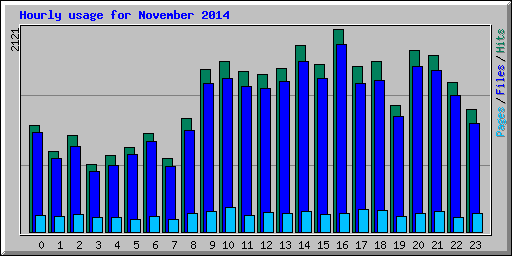 Hourly usage for November 2014
2121
Pages / Files / Hits
0 1 2 3 4 5 6 7 8 9 10 11 12 13 14 15 16 17 18 19 20 21 22 23